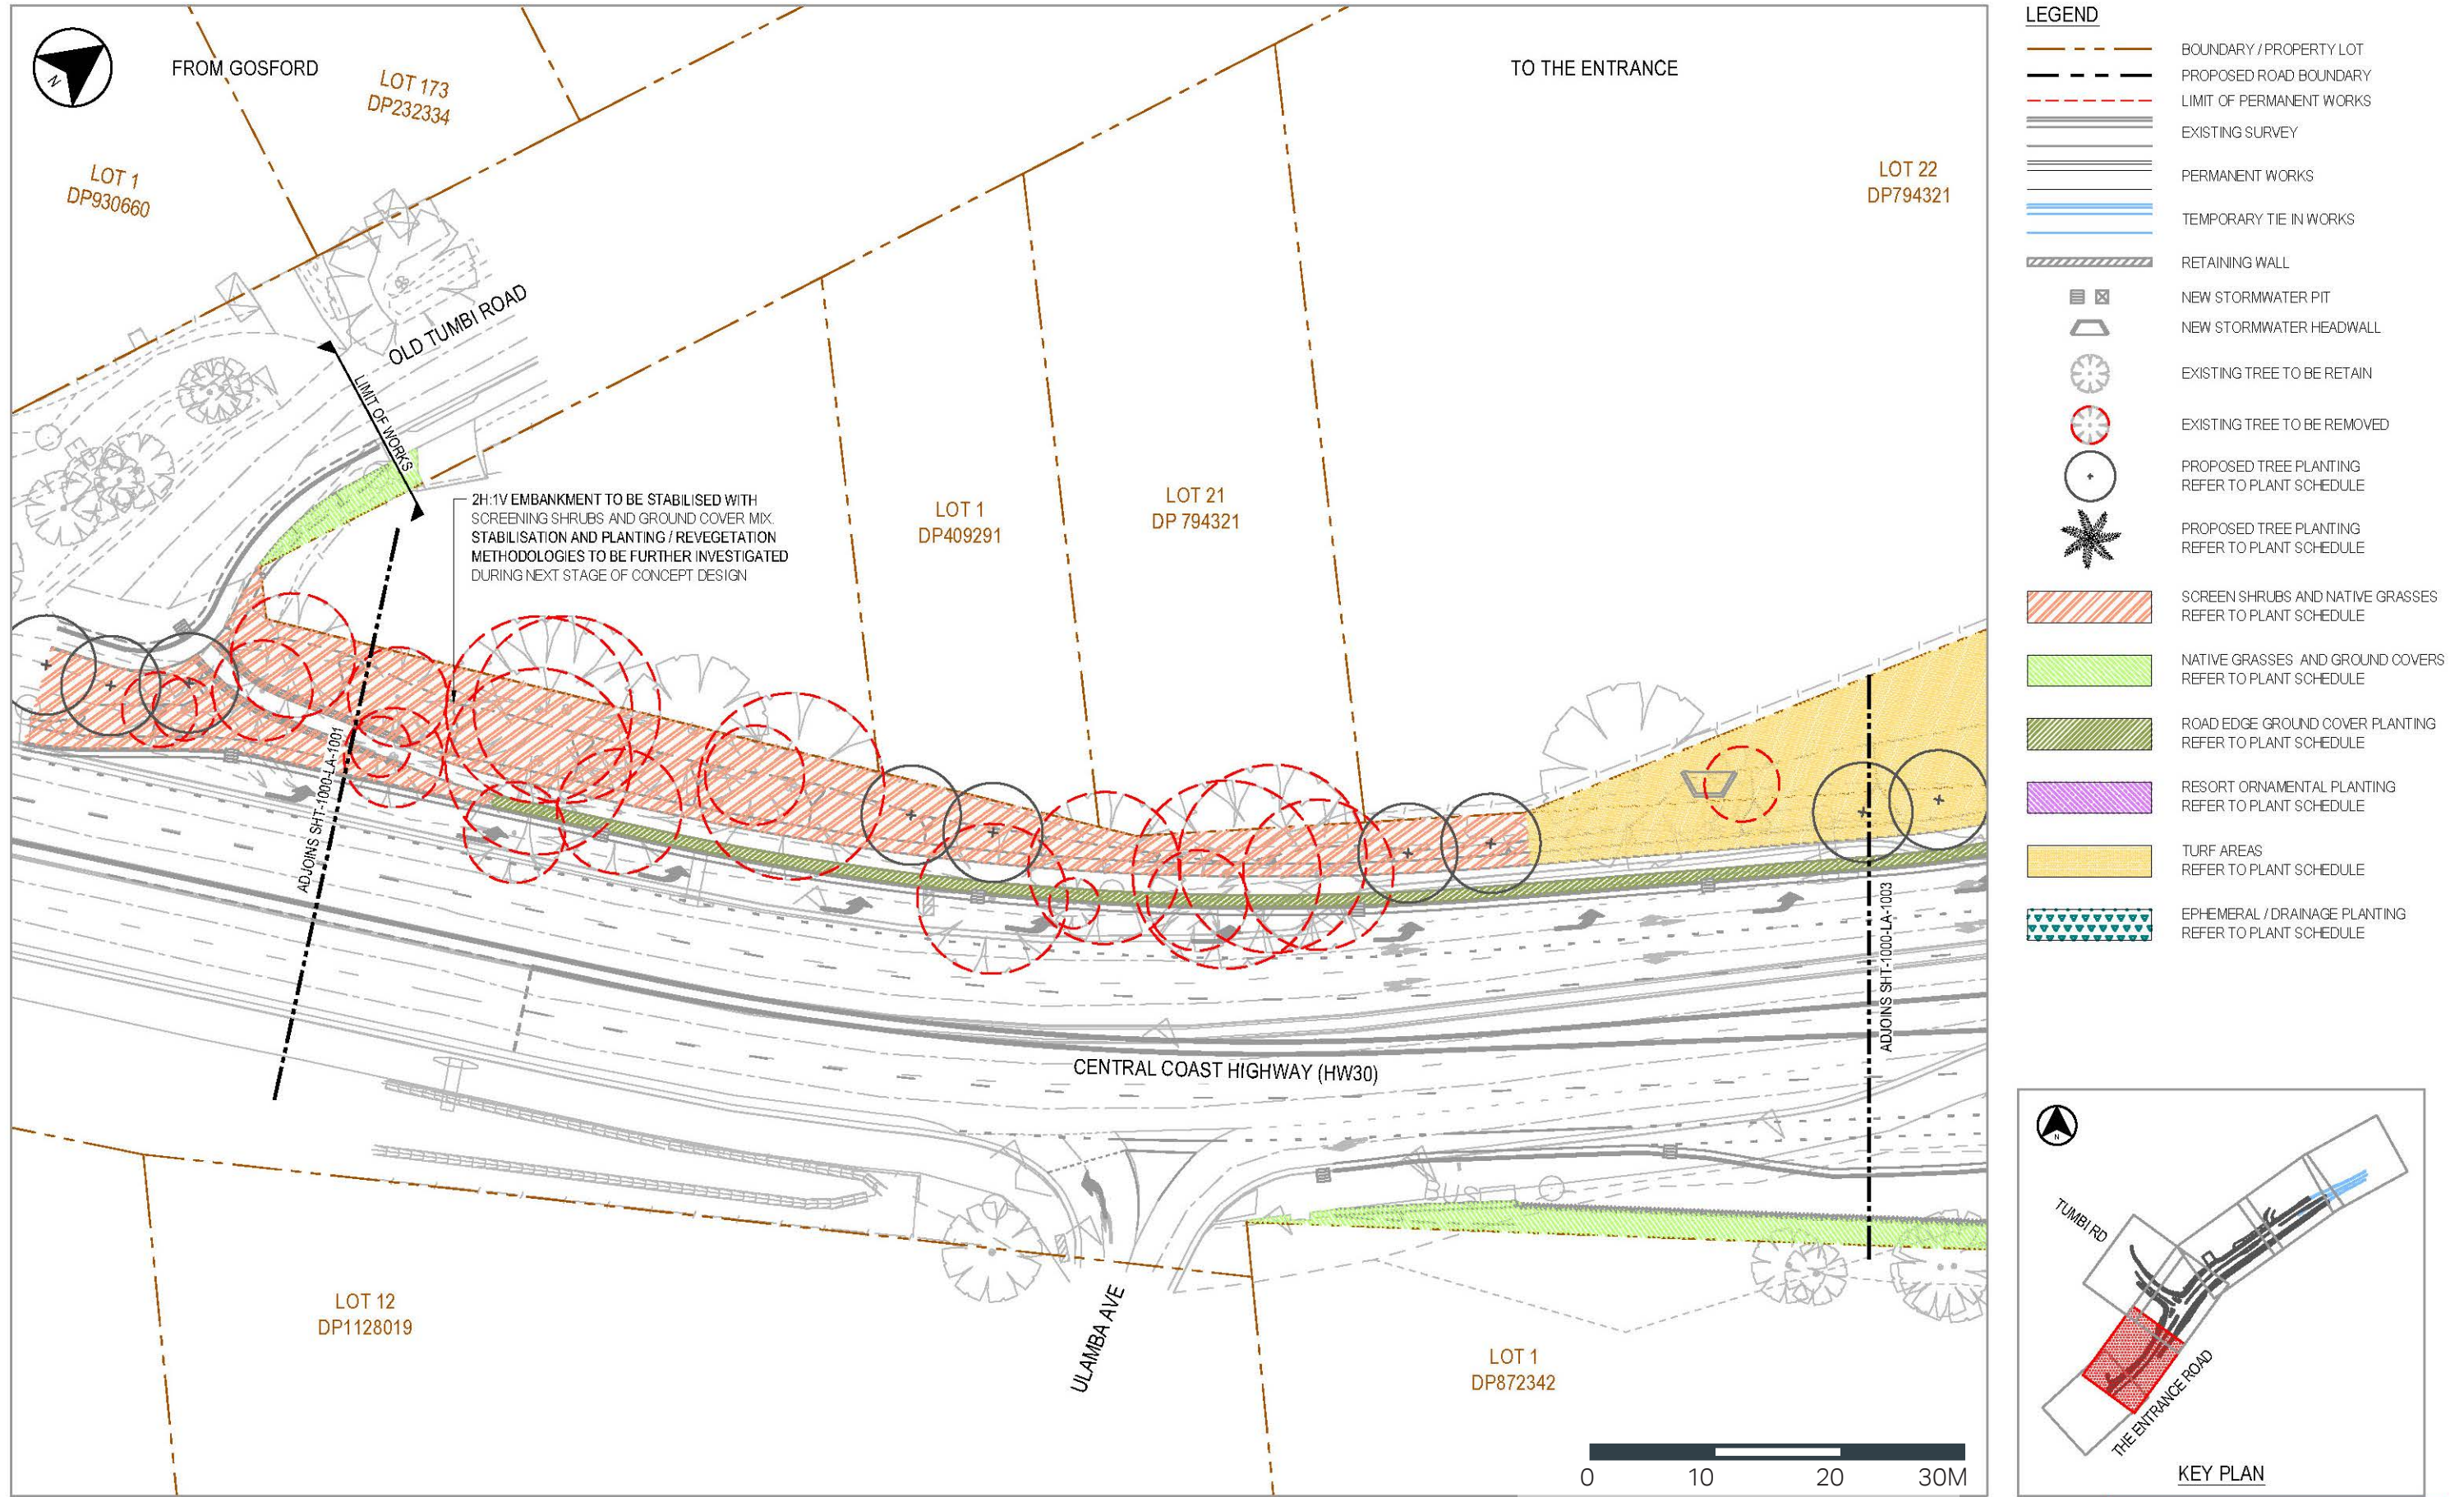 N
FROM GOSFORD
TO THE ENTRANCE
LOT 173
DP232334
LOT 1
DP930660
LOT 22
DP794321
OLD TUMBI ROAD
LIMIT OF WORKS
2H:1V EMBANKMENT TO BE STABILISED WITH
SCREENING SHRUBS AND GROUND COVER MIX.
STABILISATION AND PLANTING / REVEGETATION
METHODOLOGIES TO BE FURTHER INVESTIGATED
DURING NEXT STAGE OF CONCEPT DESIGN
LOT 1
DP409291
LOT 21
DP 794321
ADJOINS SHT-1000-LA-1001
ADJOINS SHT-1000-LA-1003
CENTRAL COAST HIGHWAY (HW30)
BUS
ULAMBA AVE
LOT 12
DP1128019
LOT 1
DP872342
0 10 20 30M
LEGEND
BOUNDARY / PROPERTY LOT
PROPOSED ROAD BOUNDARY
LIMIT OF PERMANENT WORKS
EXISTING SURVEY
PERMANENT WORKS
TEMPORARY TIE IN WORKS
RETAINING WALL
NEW STORMWATER PIT
NEW STORMWATER HEADWALL
EXISTING TREE TO BE RETAIN
EXISTING TREE TO BE REMOVED
PROPOSED TREE PLANTING
REFER TO PLANT SCHEDULE
PROPOSED TREE PLANTING
REFER TO PLANT SCHEDULE
SCREEN SHRUBS AND NATIVE GRASSES
REFER TO PLANT SCHEDULE
NATIVE GRASSES AND GROUND COVERS
REFER TO PLANT SCHEDULE
ROAD EDGE GROUND COVER PLANTING
REFER TO PLANT SCHEDULE
RESORT ORNAMENTAL PLANTING
REFER TO PLANT SCHEDULE
TURF AREAS
REFER TO PLANT SCHEDULE
EPHEMERAL / DRAINAGE PLANTING
REFER TO PLANT SCHEDULE
N
TUMBI RD
THE ENTRANCE ROAD
KEY PLAN